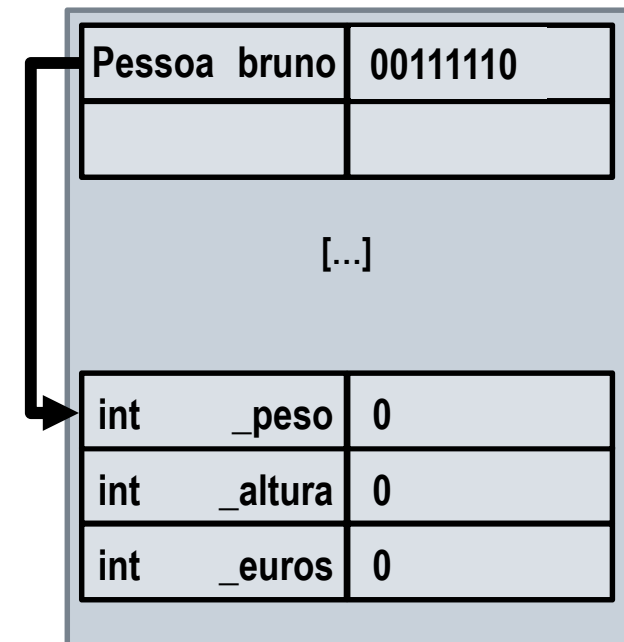 Pessoa bruno 00111110
[...]
int _peso 0
int _altura 0
int _euros 0